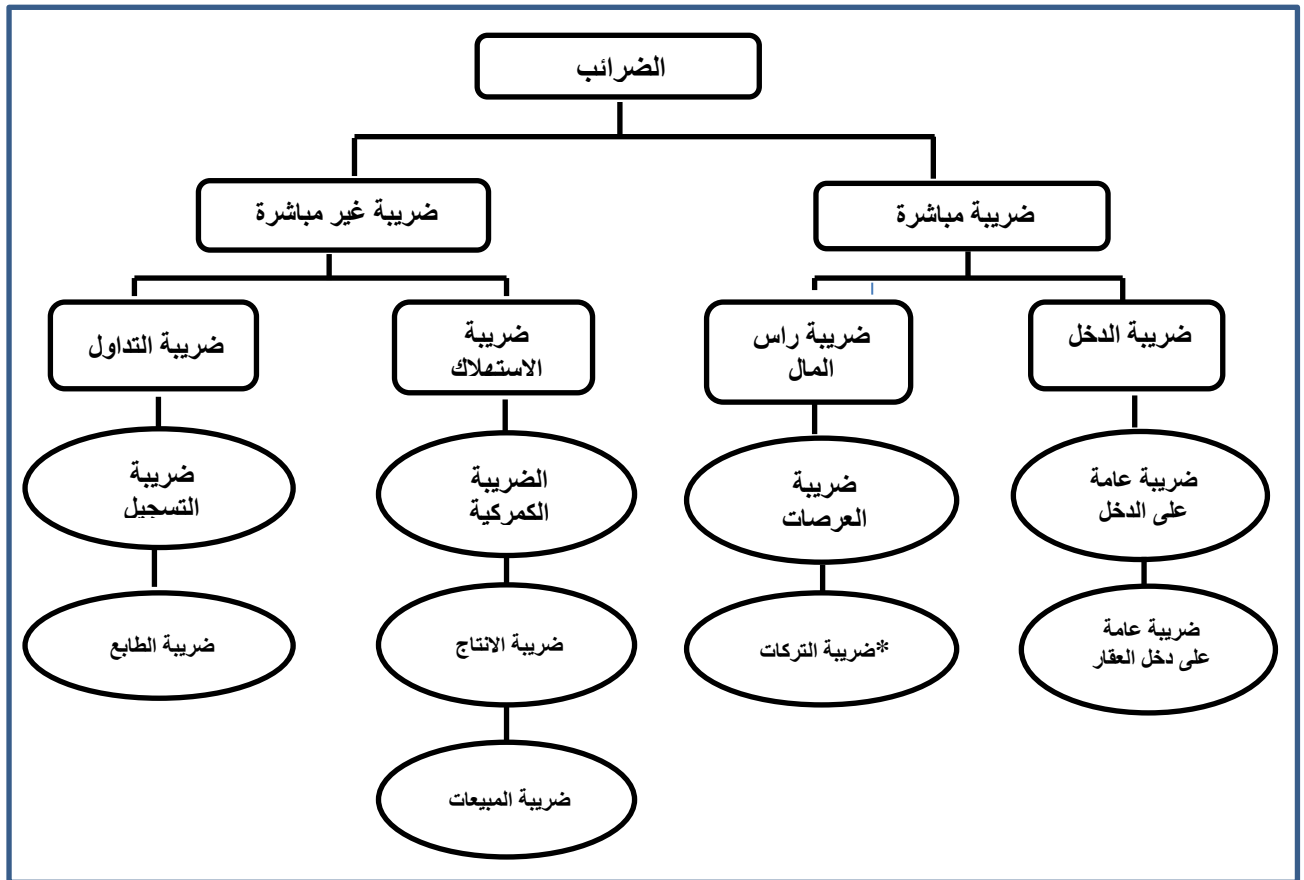 الضرائب
ضريبة مباشرة
ضريبة غير مباشرة
ضريبة الدخل
ضريبة راس
المال
ضريبة
الاستهلاك
ضريبة التداول
ضريبة عامة
على الدخل
ضريبة
العرصات
الضريبة
الكمركية
ضريبة
التسجيل
ضريبة عامة
على دخل العقار
*ضريبة التركات
ضريبة الانتاج
ضريبة الطابع
ضريبة المبيعات